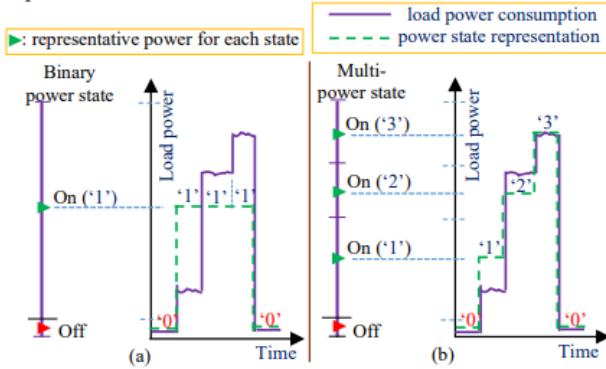 ►: representative power for each state
load power consumption
power state representation
Binary
power state
Load power
On (‘1’)
‘1’
‘1’
‘1’
‘0’
‘0’
Off
(a)
Time
Multi-
power state
Load power
On (‘3’)
On (‘2’)
On (‘1’)
‘3’
‘2’
‘1’
‘0’
‘0’
Off
(b)
Time